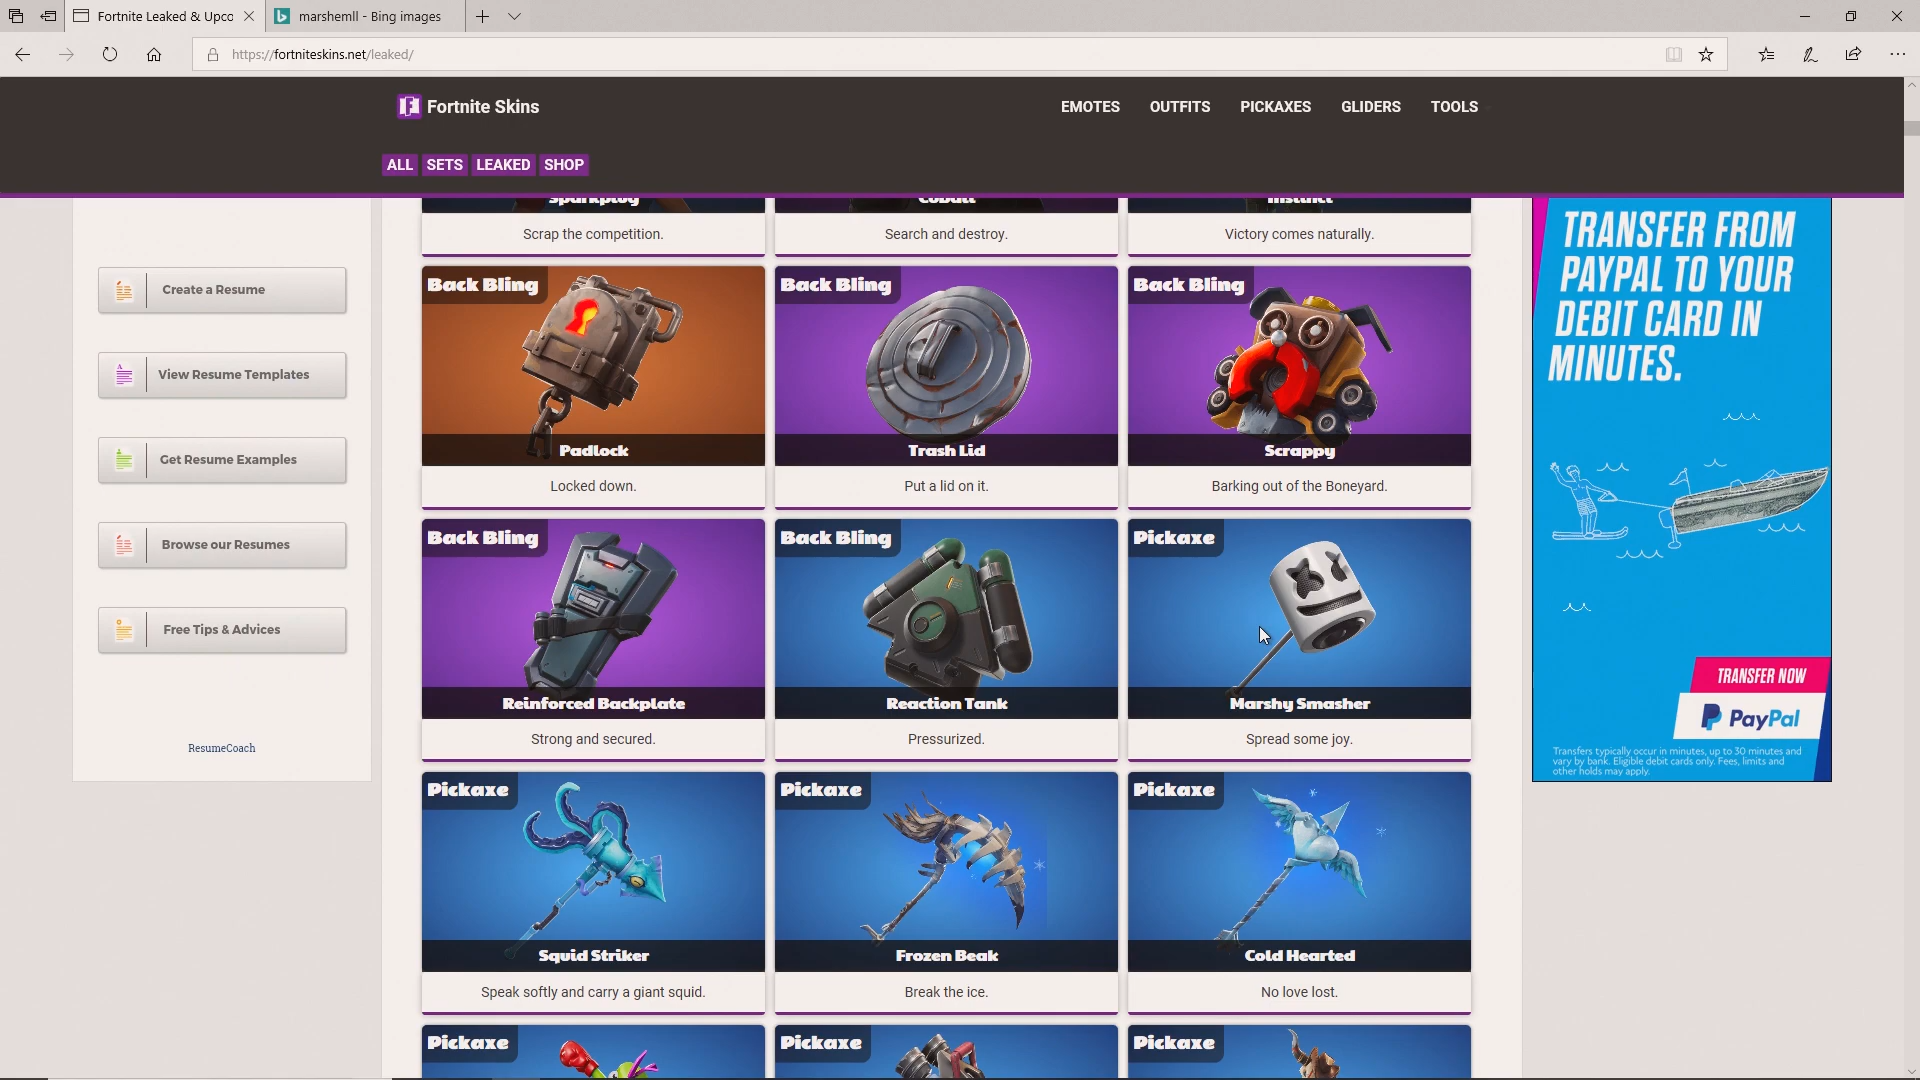 Fortnite Leaked & Upco
marshemll - Bing images
https://fortniteskins.net/leaked/
Fortnite Skins
EMOTES
OUTFITS
PICKAXES
GLIDERS
TOOLS
ALL
SETS
LEAKED
SHOP
Sparkplug
Cobalt
Instinct
Scrap the competition.
Search and destroy.
Victory comes naturally.
Create a Resume
View Resume Templates
Get Resume Examples
Browse our Resumes
Free Tips & Advices
ResumeCoach
Back Bling
Padlock
Locked down.
Back Bling
Trash Lid
Put a lid on it.
Back Bling
Scrappy
Barking out of the Boneyard.
Back Bling
Reinforced Backplate
Strong and secured.
Back Bling
Reaction Tank
Pressurized.
Pickaxe
Marshy Smasher
Spread some joy.
Pickaxe
Squid Striker
Speak softly and carry a giant squid.
Pickaxe
Frozen Beak
Break the ice.
Pickaxe
Cold Hearted
No love lost.
Pickaxe
Pickaxe
Pickaxe
TRANSFER FROM
PAYPAL TO YOUR
DEBIT CARD IN
MINUTES.
TRANSFER NOW
PayPal
Transfers typically occur in minutes, up to 30 minutes and
vary by bank. Eligible debit cards only. Fees, limits and
other holds may apply.